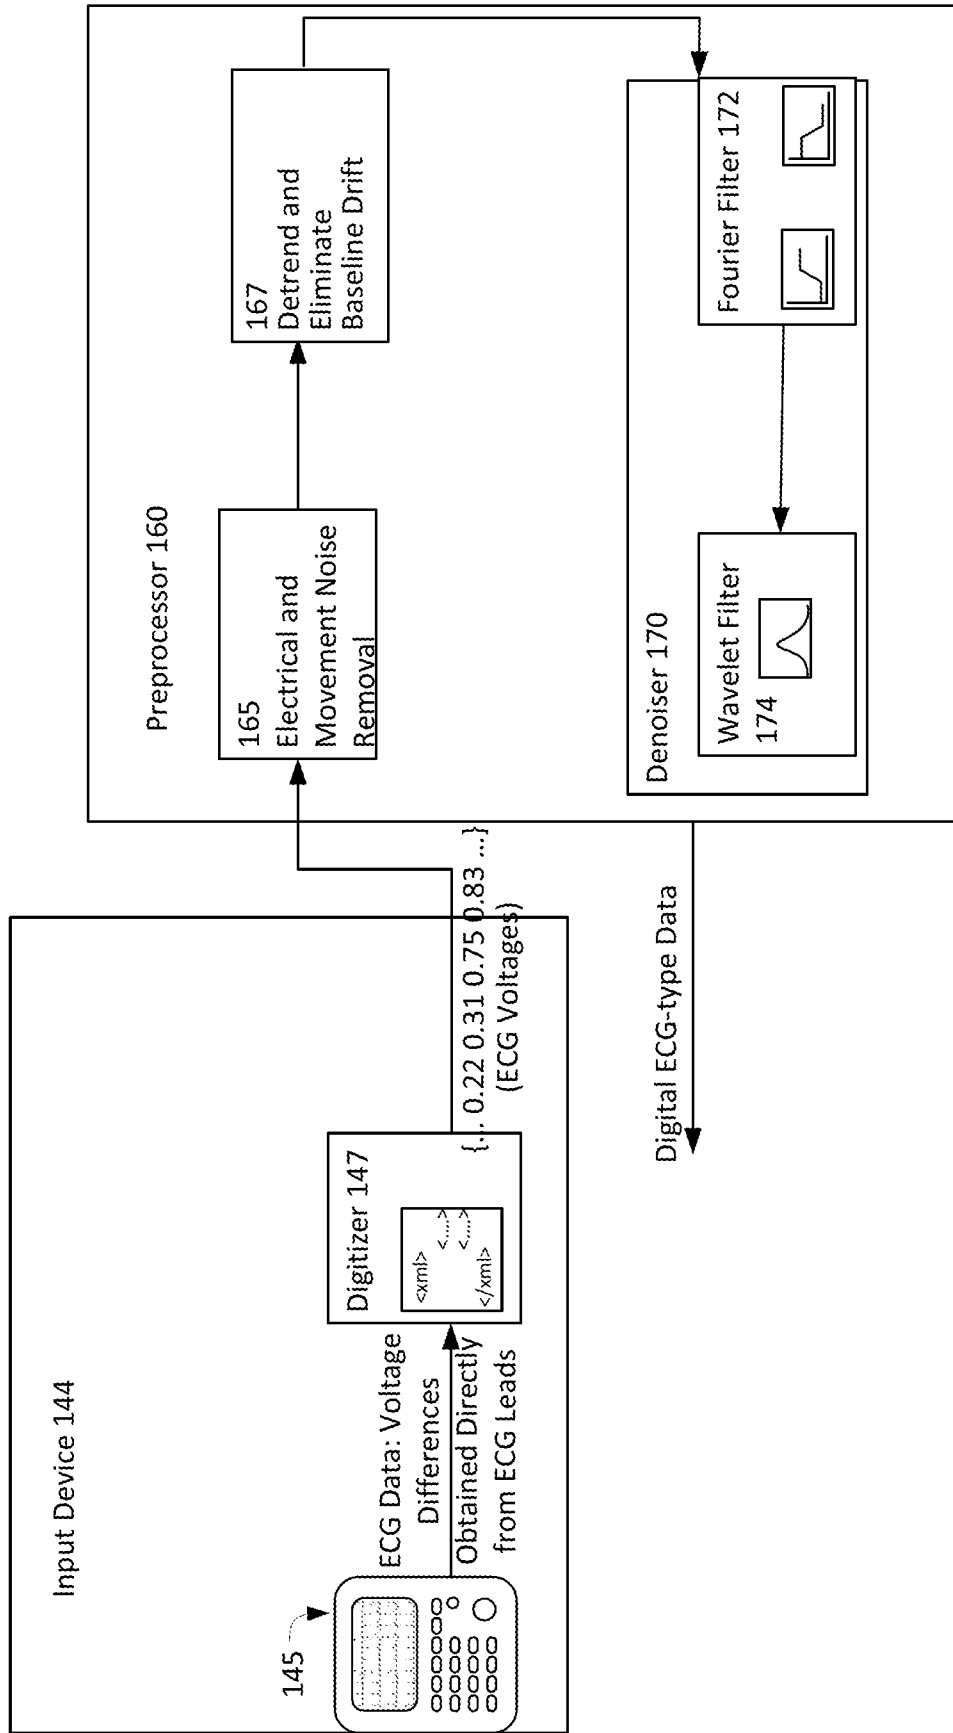 Input Device 144
145
ECG Data: Voltage
Differences
Obtained Directly
from ECG Leads
Digitizer 147
<xml>
<...>
<...>
</xml>
{... 0.22 0.31 0.75 0.83 ...}
(ECG Voltages)
Preprocessor 160
165
Electrical and
Movement Noise
Removal
167
Detrend and
Eliminate
Baseline Drift
Denoiser 170
Fourier Filter 172
Wavelet Filter
174
Digital ECG-type Data